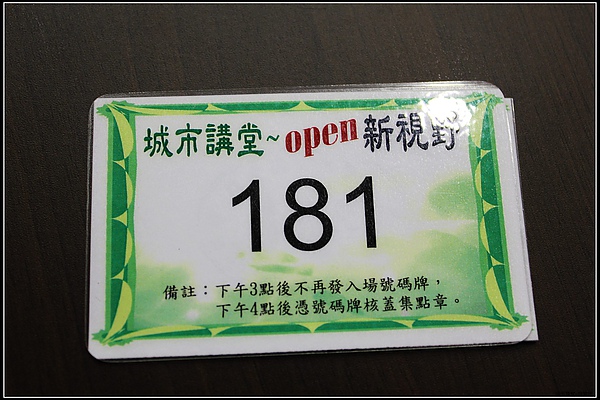 城市講堂~open新視野
181
備註：下午3點後不再發入場號碼牌，
下午4點後憑號碼牌核蓋集點章。